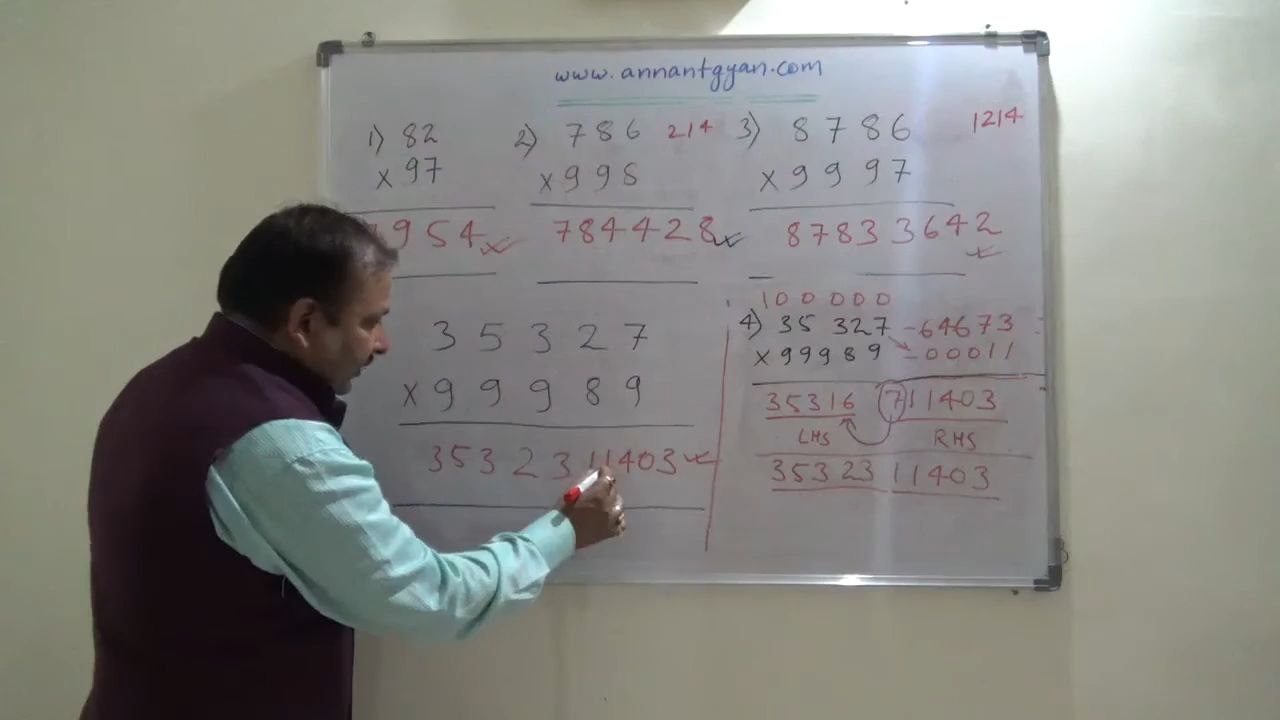 www.annantgyan.com
1) 82
x 97
954
2) 786 214
x 998
784428
3) 8786 1214
x 9997
87833642
35327
x 99989
35323 11403
100000
4) 35 327 - 64673
x 99989 - 00011
35316 711403
LHS RHS
35323 11403